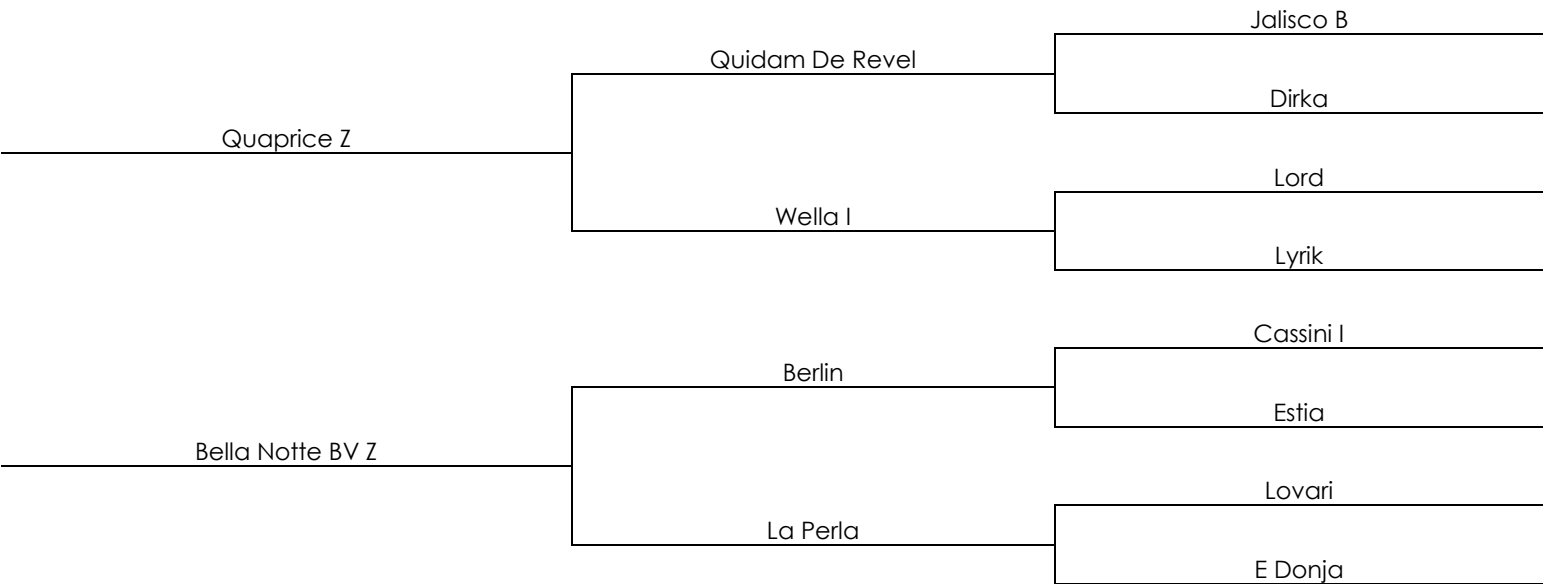 Jalisco B
Quidam De Revel
Dirka
Quaprice Z
Lord
Wella I
Lyrik
Cassini I
Berlin
Estia
Bella Notte BV Z
Lovari
La Perla
E Donja